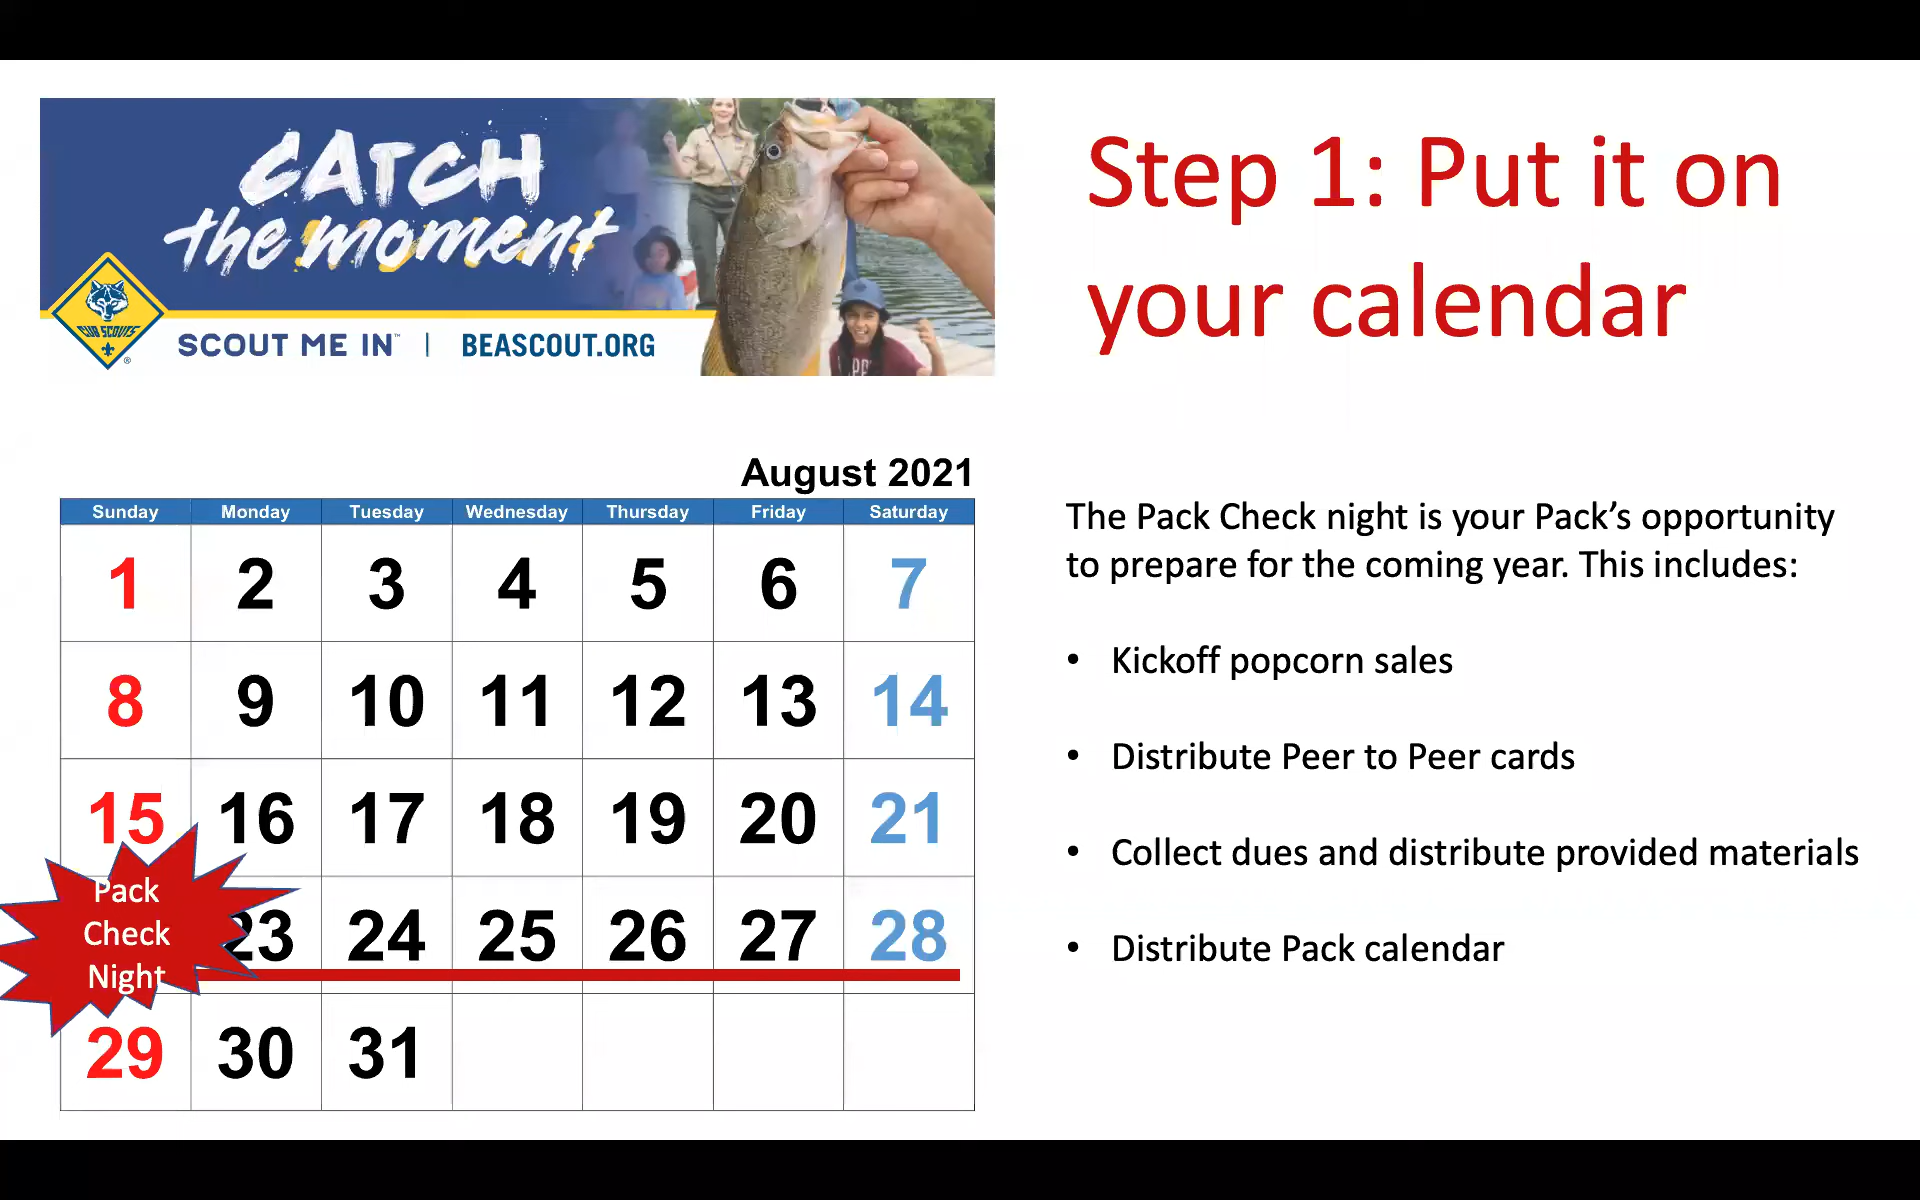 CATCH
the moment
CUB SCOUTS
®
SCOUT ME IN™ | BEASCOUT.ORG
Step 1: Put it on
your calendar
August 2021
Sunday Monday Tuesday Wednesday Thursday Friday Saturday
1 2 3 4 5 6 7
8 9 10 11 12 13 14
15 16 17 18 19 20 21
Pack
Check
Night
23 24 25 26 27 28
29 30 31
The Pack Check night is your Pack’s opportunity
to prepare for the coming year. This includes:
• Kickoff popcorn sales
• Distribute Peer to Peer cards
• Collect dues and distribute provided materials
• Distribute Pack calendar